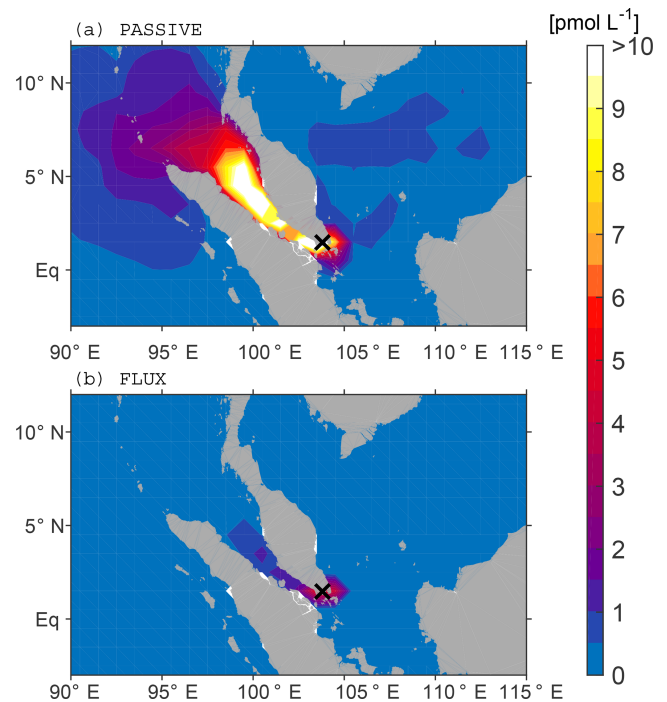 [pmol L⁻¹]
(a) PASSIVE
10° N
5° N
Eq
90° E 95° E 100° E 105° E 110° E 115° E
(b) FLUX
10° N
5° N
Eq
90° E 95° E 100° E 105° E 110° E 115° E
>10
9
8
7
6
5
4
3
2
1
0